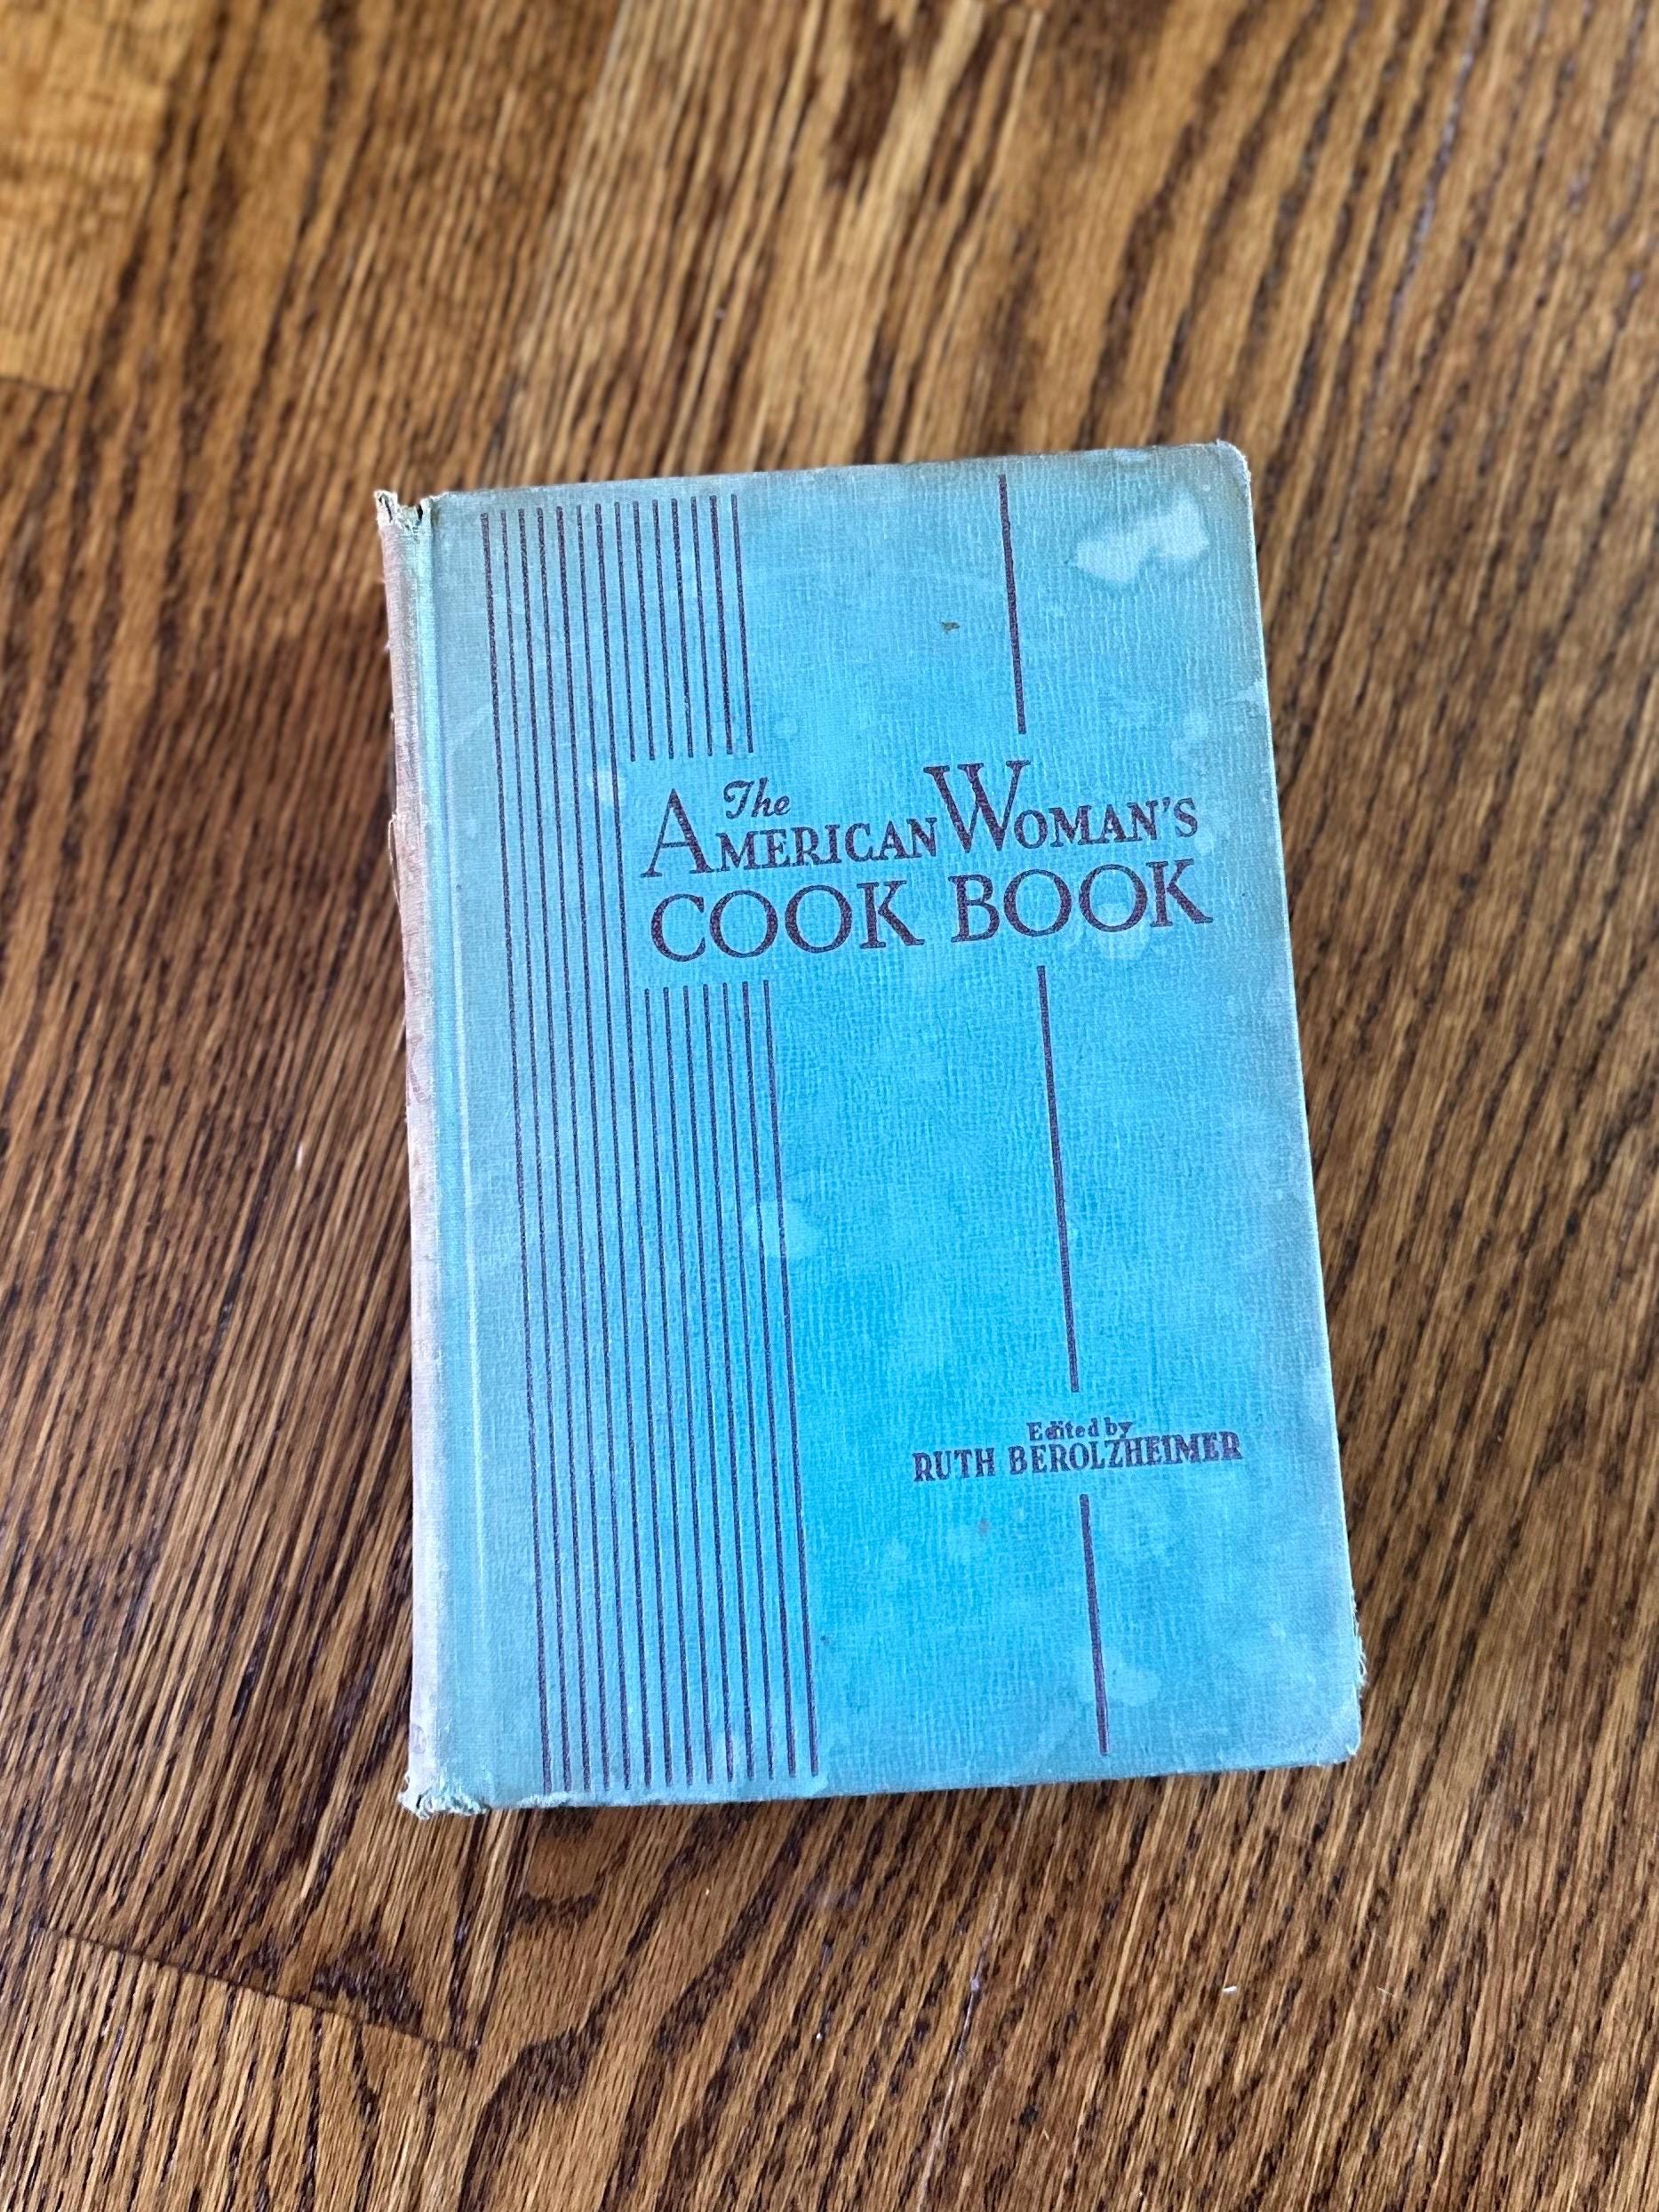 The
AMERICAN WOMAN'S
COOK BOOK
Edited by
RUTH BEROLZHEIMER